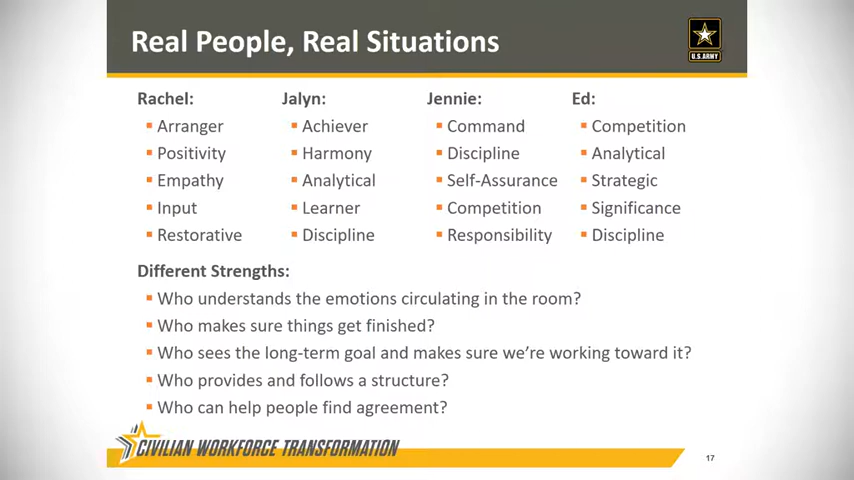 Real People, Real Situations
U.S. ARMY
Rachel:
Arranger
Positivity
Empathy
Input
Restorative
Jalyn:
Achiever
Harmony
Analytical
Learner
Discipline
Jennie:
Command
Discipline
Self-Assurance
Competition
Responsibility
Ed:
Competition
Analytical
Strategic
Significance
Discipline
Different Strengths:
Who understands the emotions circulating in the room?
Who makes sure things get finished?
Who sees the long-term goal and makes sure we're working toward it?
Who provides and follows a structure?
Who can help people find agreement?
CIVILIAN WORKFORCE TRANSFORMATION
17